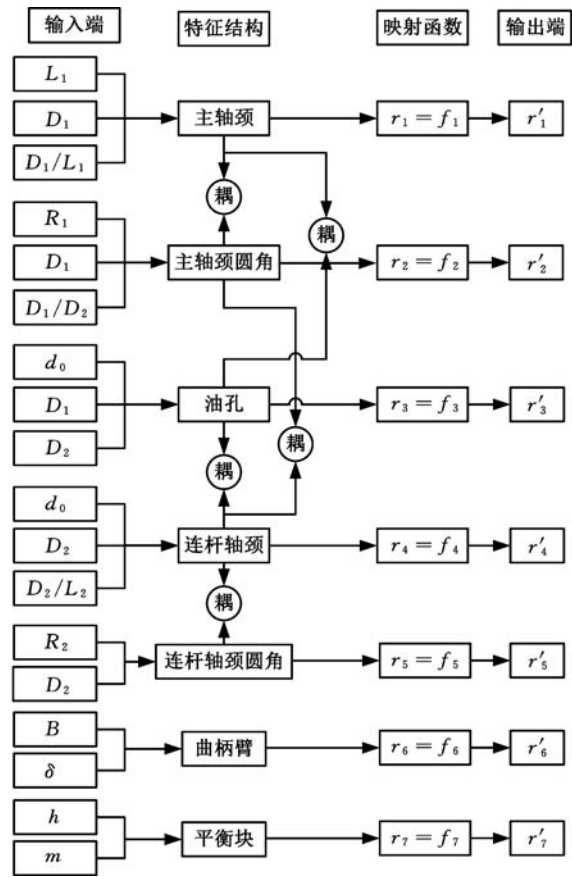 输入端 特征结构 映射函数 输出端
L₁
D₁ 主轴颈 r₁ = f₁ r′₁
D₁/L₁
耦
R₁
耦
D₁ 主轴颈圆角 r₂ = f₂ r′₂
D₁/D₂
d₀
D₁ 油孔 r₃ = f₃ r′₃
耦
D₂
耦
d₀
D₂ 连杆轴颈 r₄ = f₄ r′₄
D₂/L₂
耦
R₂
连杆轴颈圆角 r₅ = f₅ r′₅
D₂
B
曲柄臂 r₆ = f₆ r′₆
δ
h
平衡块 r₇ = f₇ r′₇
m